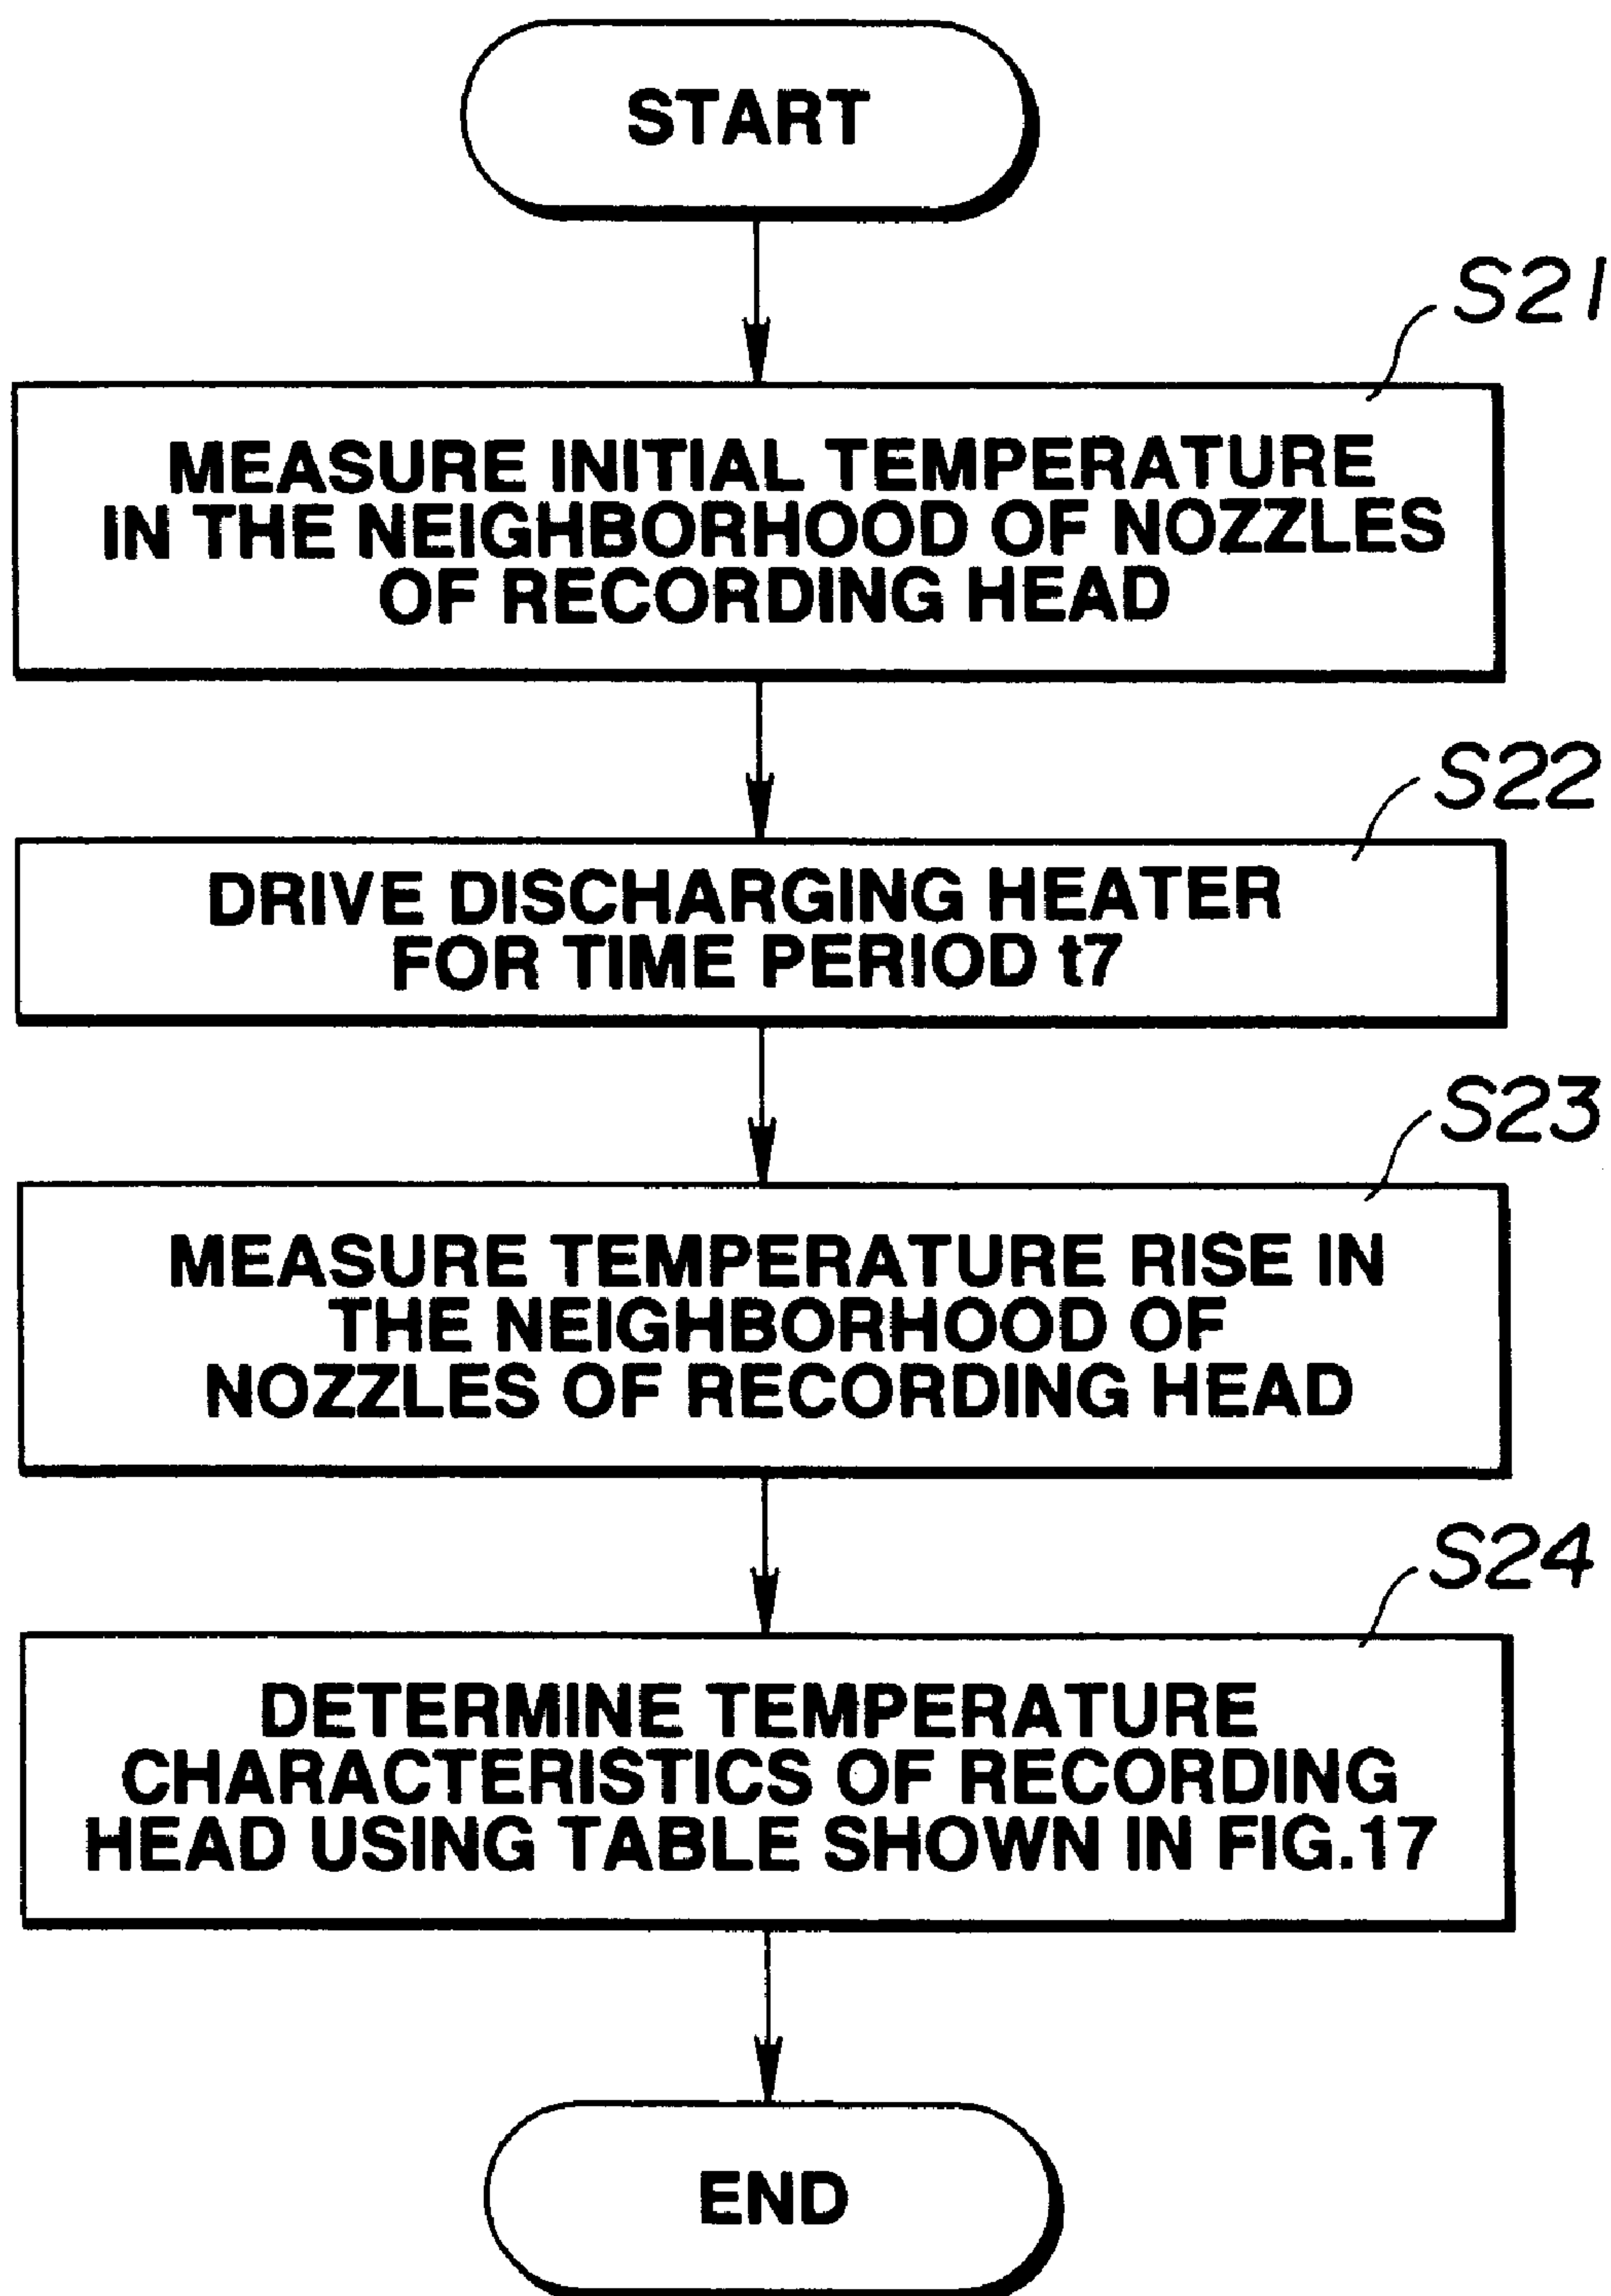 START
S21
MEASURE INITIAL TEMPERATURE
IN THE NEIGHBORHOOD OF NOZZLES
OF RECORDING HEAD
S22
DRIVE DISCHARGING HEATER
FOR TIME PERIOD t7
S23
MEASURE TEMPERATURE RISE IN
THE NEIGHBORHOOD OF
NOZZLES OF RECORDING HEAD
S24
DETERMINE TEMPERATURE
CHARACTERISTICS OF RECORDING
HEAD USING TABLE SHOWN IN FIG.17
END